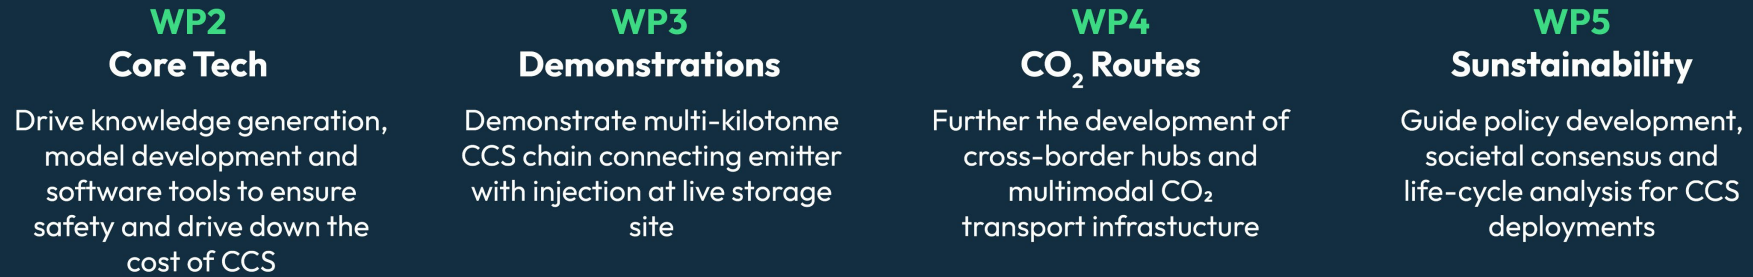 WP2
Core Tech
Drive knowledge generation,
model development and
software tools to ensure
safety and drive down the
cost of CCS
WP3
Demonstrations
Demonstrate multi-kilotonne
CCS chain connecting emitter
with injection at live storage
site
WP4
CO₂ Routes
Further the development of
cross-border hubs and
multimodal CO₂
transport infrastucture
WP5
Sunstainability
Guide policy development,
societal consensus and
life-cycle analysis for CCS
deployments